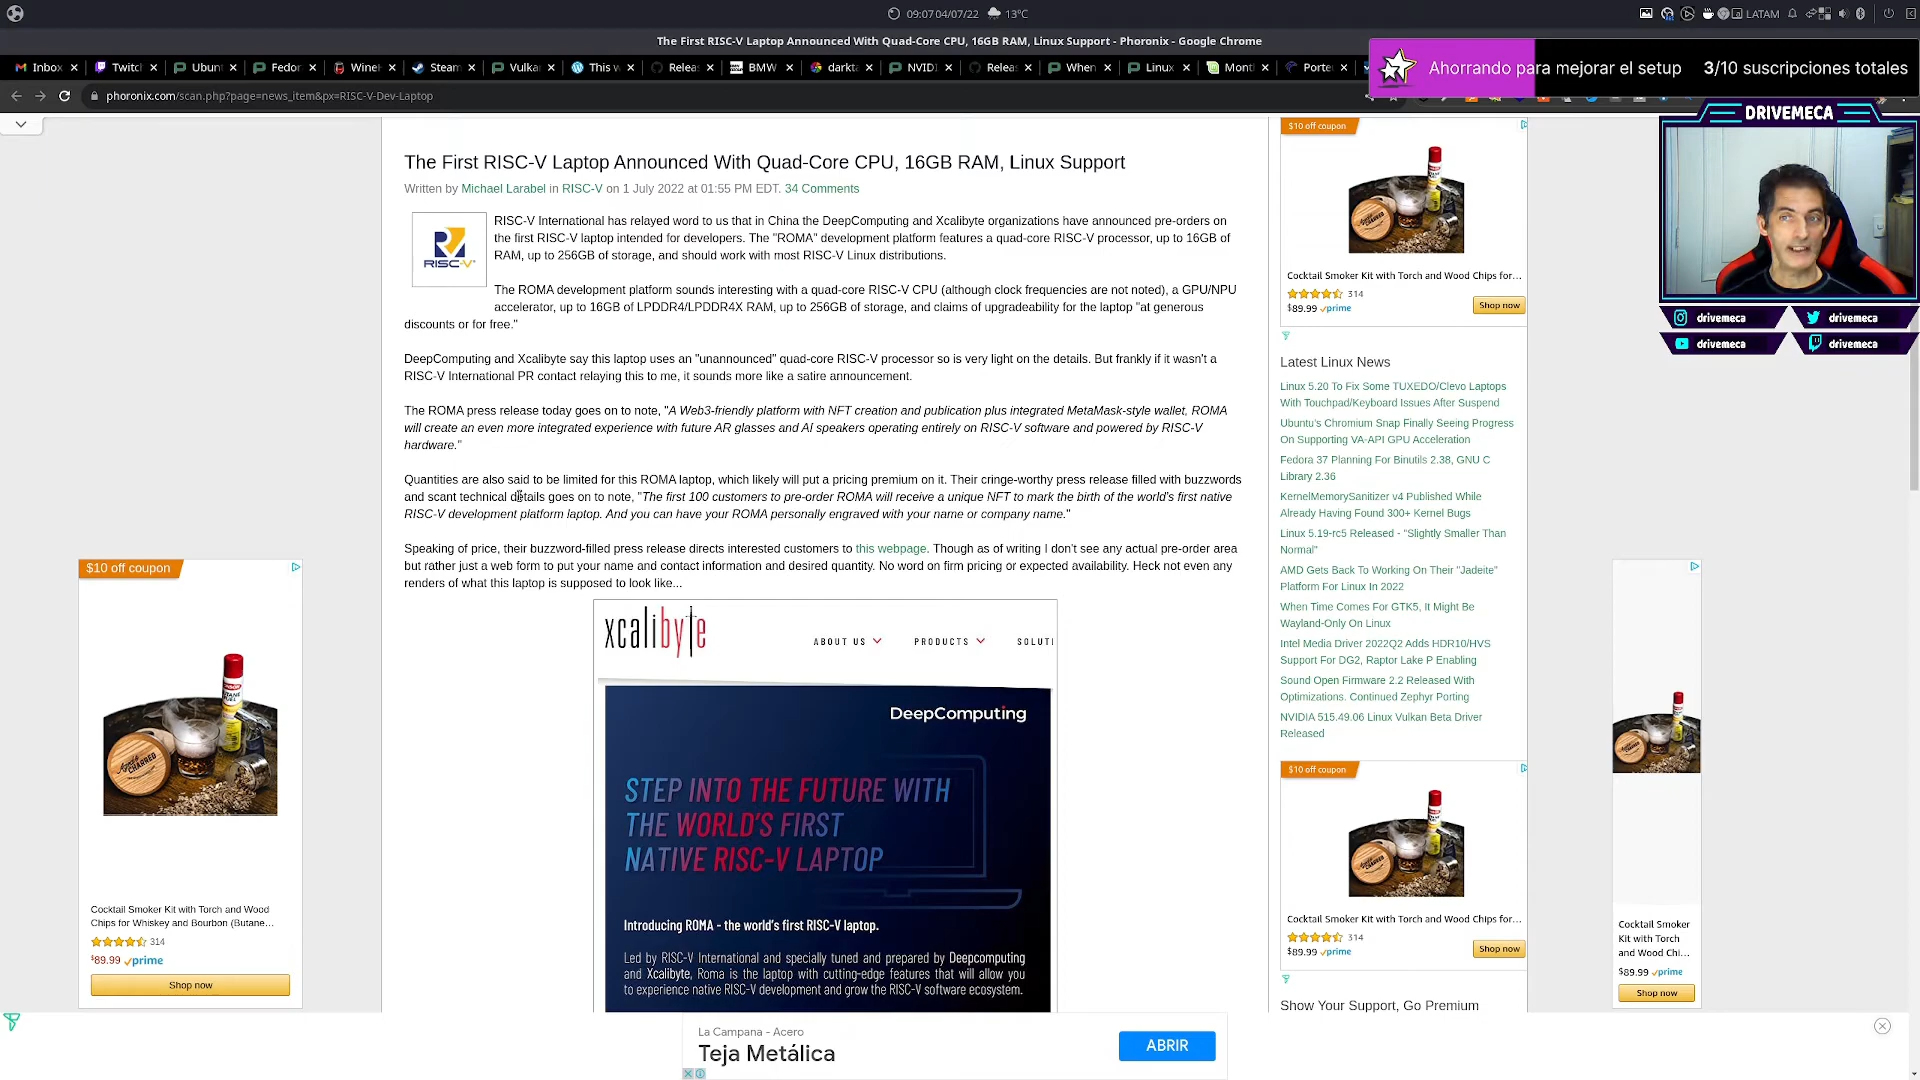 09:07 04/07/22 13°C
LATAM
The First RISC-V Laptop Announced With Quad-Core CPU, 16GB RAM, Linux Support - Phoronix - Google Chrome
Inbox
Twitc
Ubun
Fedor
WineH
Steam
Vulka
This w
Relea
BMW
darkta
NVIDI
Relea
When
Linux
Mont
Porte
Ahorrando para mejorar el setup 3/10 suscripciones totales
phoronix.com/scan.php?page=news_item&px=RISC-V-Dev-Laptop
DRIVEMECA
drivemeca drivemeca
drivemeca drivemeca
The First RISC-V Laptop Announced With Quad-Core CPU, 16GB RAM, Linux Support
Written by Michael Larabel in RISC-V on 1 July 2022 at 01:55 PM EDT. 34 Comments
RISC-V
RISC-V International has relayed word to us that in China the DeepComputing and Xcalibyte organizations have announced pre-orders on
the first RISC-V laptop intended for developers. The "ROMA" development platform features a quad-core RISC-V processor, up to 16GB of
RAM, up to 256GB of storage, and should work with most RISC-V Linux distributions.
The ROMA development platform sounds interesting with a quad-core RISC-V CPU (although clock frequencies are not noted), a GPU/NPU
accelerator, up to 16GB of LPDDR4/LPDDR4X RAM, up to 256GB of storage, and claims of upgradeability for the laptop "at generous
discounts or for free."
DeepComputing and Xcalibyte say this laptop uses an "unannounced" quad-core RISC-V processor so is very light on the details. But frankly if it wasn't a
RISC-V International PR contact relaying this to me, it sounds more like a satire announcement.
The ROMA press release today goes on to note, "A Web3-friendly platform with NFT creation and publication plus integrated MetaMask-style wallet, ROMA
will create an even more integrated experience with future AR glasses and AI speakers operating entirely on RISC-V software and powered by RISC-V
hardware."
Quantities are also said to be limited for this ROMA laptop, which likely will put a pricing premium on it. Their cringe-worthy press release filled with buzzwords
and scant technical details goes on to note, "The first 100 customers to pre-order ROMA will receive a unique NFT to mark the birth of the world's first native
RISC-V development platform laptop. And you can have your ROMA personally engraved with your name or company name."
Speaking of price, their buzzword-filled press release directs interested customers to this webpage. Though as of writing I don't see any actual pre-order area
but rather just a web form to put your name and contact information and desired quantity. No word on firm pricing or expected availability. Heck not even any
renders of what this laptop is supposed to look like...
xcalibyte
ABOUT US PRODUCTS SOLUTI
DeepComputing
STEP INTO THE FUTURE WITH
THE WORLD'S FIRST
NATIVE RISC-V LAPTOP
Introducing ROMA - the world's first RISC-V laptop.
Led by RISC-V International and specially tuned and prepared by Deepcomputing
and Xcalibyte, Roma is the laptop with cutting-edge features that will allow you
to experience native RISC-V development and grow the RISC-V software ecosystem.
$10 off coupon
Cocktail Smoker Kit with Torch and Wood Chips for...
314
$89.99 prime
Shop now
Latest Linux News
Linux 5.20 To Fix Some TUXEDO/Clevo Laptops
With Touchpad/Keyboard Issues After Suspend
Ubuntu's Chromium Snap Finally Seeing Progress
On Supporting VA-API GPU Acceleration
Fedora 37 Planning For Binutils 2.38, GNU C
Library 2.36
KernelMemorySanitizer v4 Published While
Already Having Found 300+ Kernel Bugs
Linux 5.19-rc5 Released - "Slightly Smaller Than
Normal"
AMD Gets Back To Working On Their "Jadeite"
Platform For Linux In 2022
When Time Comes For GTK5, It Might Be
Wayland-Only On Linux
Intel Media Driver 2022Q2 Adds HDR10/HVS
Support For DG2, Raptor Lake P Enabling
Sound Open Firmware 2.2 Released With
Optimizations, Continued Zephyr Porting
NVIDIA 515.49.06 Linux Vulkan Beta Driver
Released
$10 off coupon
Cocktail Smoker Kit with Torch and Wood Chips for...
314
$89.99 prime
Shop now
Show Your Support, Go Premium
$10 off coupon
CHARRED
Cocktail Smoker Kit with Torch and Wood
Chips for Whiskey and Bourbon (Butane...
314
$89.99 prime
Shop now
Cocktail Smoker
Kit with Torch
and Wood Chi...
$89.99 prime
Shop now
La Campana - Acero
Teja Metálica
ABRIR